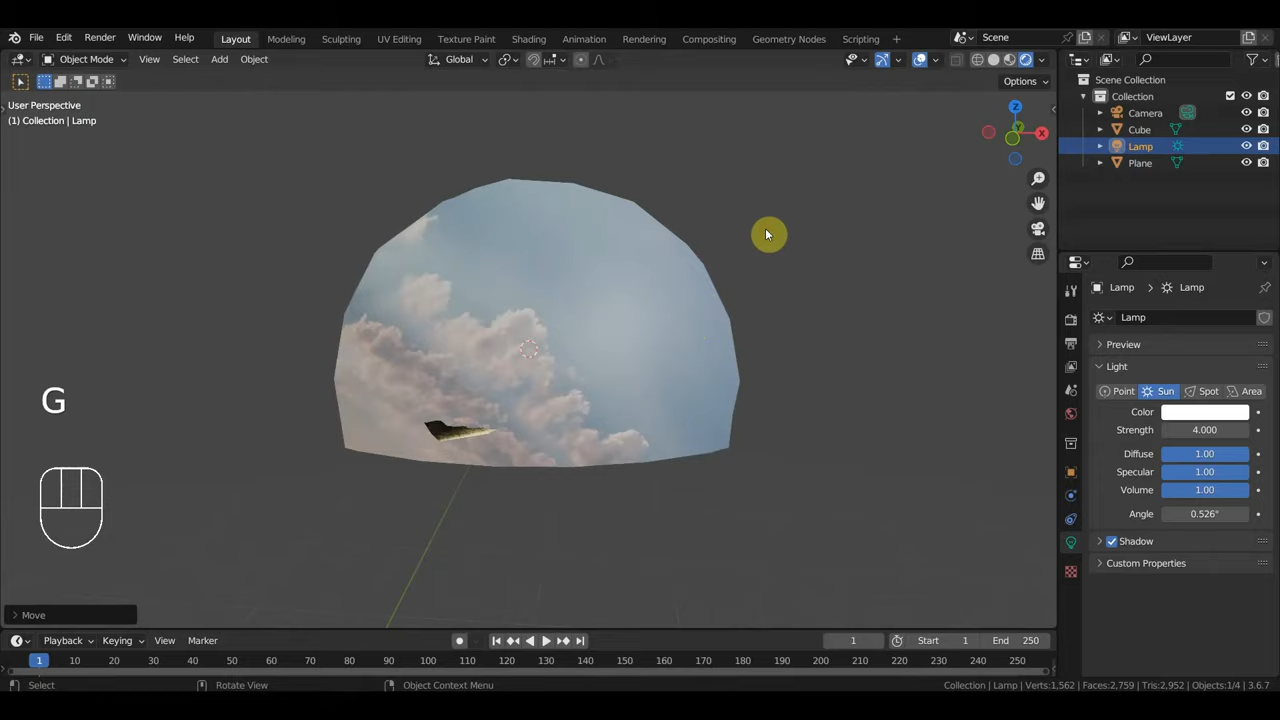 File Edit Render Window Help Layout Modeling Sculpting UV Editing Texture Paint Shading Animation Rendering Compositing Geometry Nodes Scripting + Scene ViewLayer
Object Mode View Select Add Object Global
Options
User Perspective
(1) Collection | Lamp
Z
Y
X
Scene Collection
Collection
Camera
Cube
Lamp
Plane
Lamp > Lamp
Lamp
Preview
Light
Point Sun Spot Area
Color
Strength 4.000
Diffuse 1.00
Specular 1.00
Volume 1.00
Angle 0.526°
Shadow
Custom Properties
G
> Move
Playback Keying View Marker 1 Start 1 End 250
1 10 20 30 40 50 60 70 80 90 100 110 120 130 140 150 160 170 180 190 200 210 220 230 240 250
Select Rotate View Object Context Menu Collection | Lamp | Verts:1,562 | Faces:2,759 | Tris:2,952 | Objects:1/4 | 3.6.7